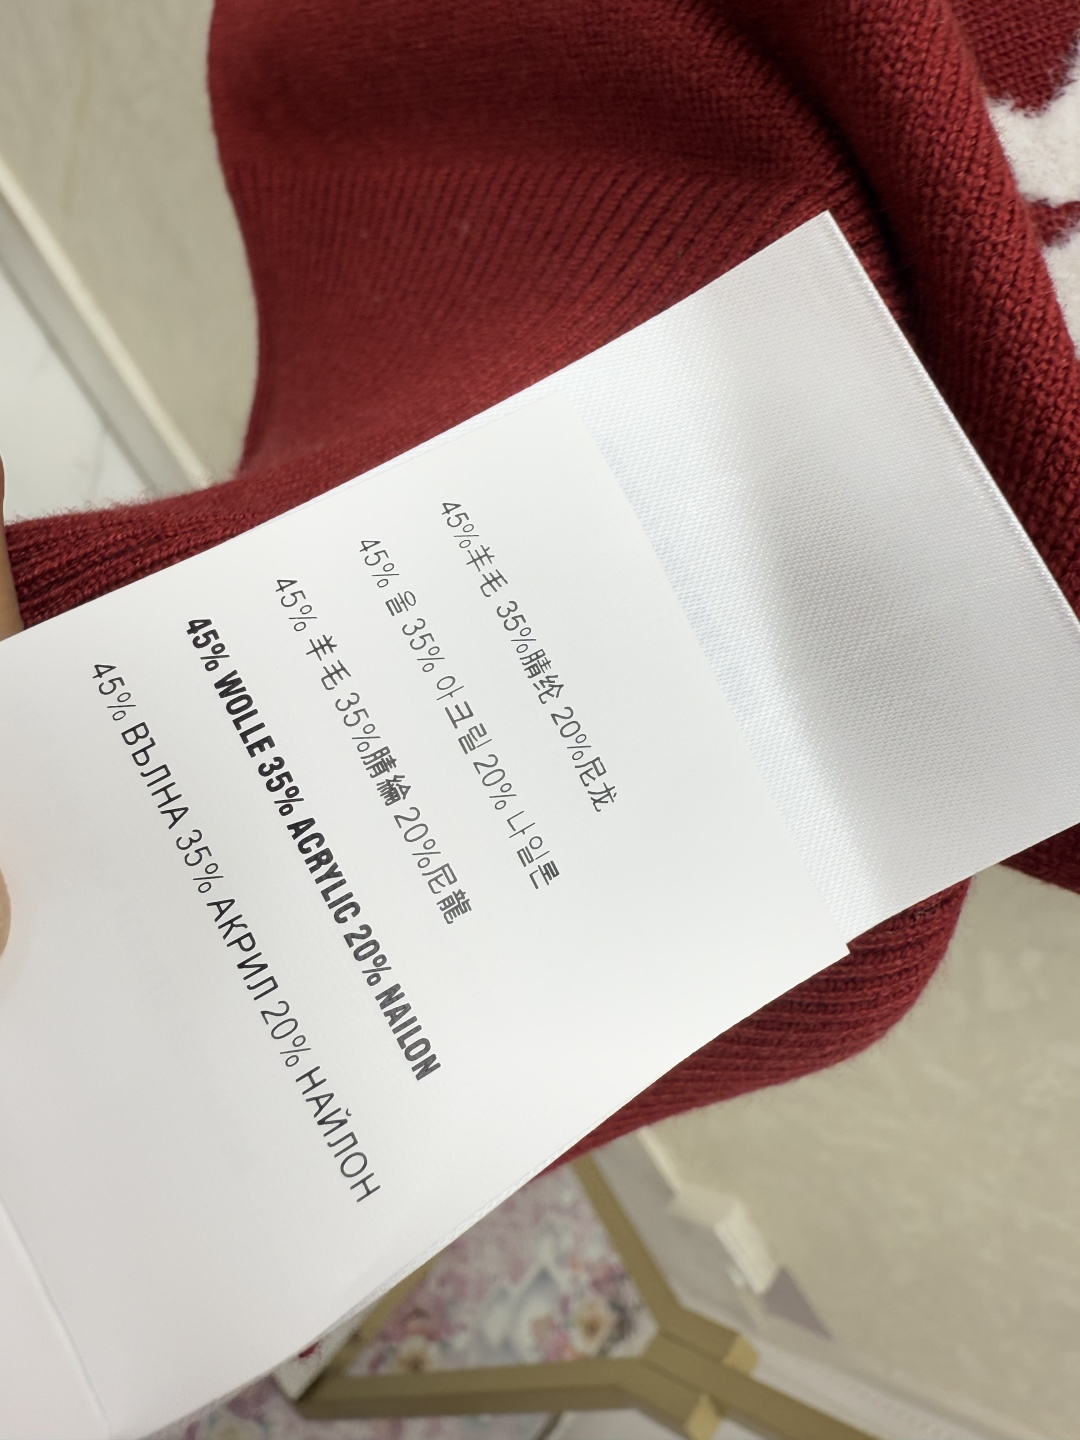 45%羊毛 35%腈纶 20%尼龙
45% 울 35% 아크릴 20% 나일론
45% 羊毛 35%腈綸 20%尼龍
45% WOLLE 35% ACRYLIC 20% NAILON
45% ВЪЛНА 35% АКРИЛ 20% НАЙЛОН